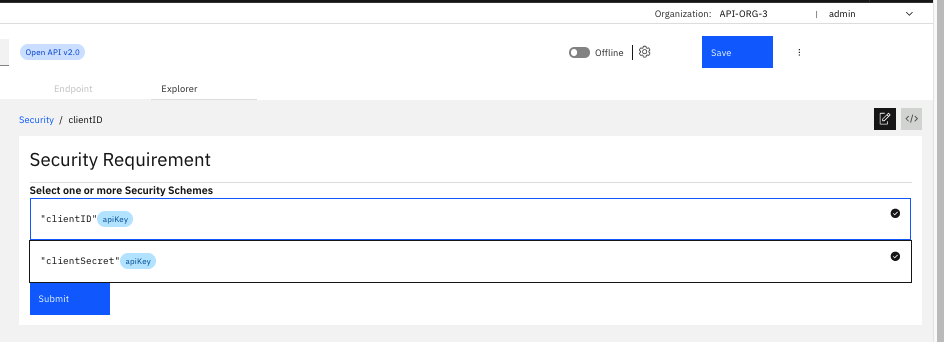 Organization: API-ORG-3 | admin
Open API v2.0 Offline Save
Endpoint Explorer
Security / clientID </>
Security Requirement
Select one or more Security Schemes
"clientID" apiKey
"clientSecret" apiKey
Submit